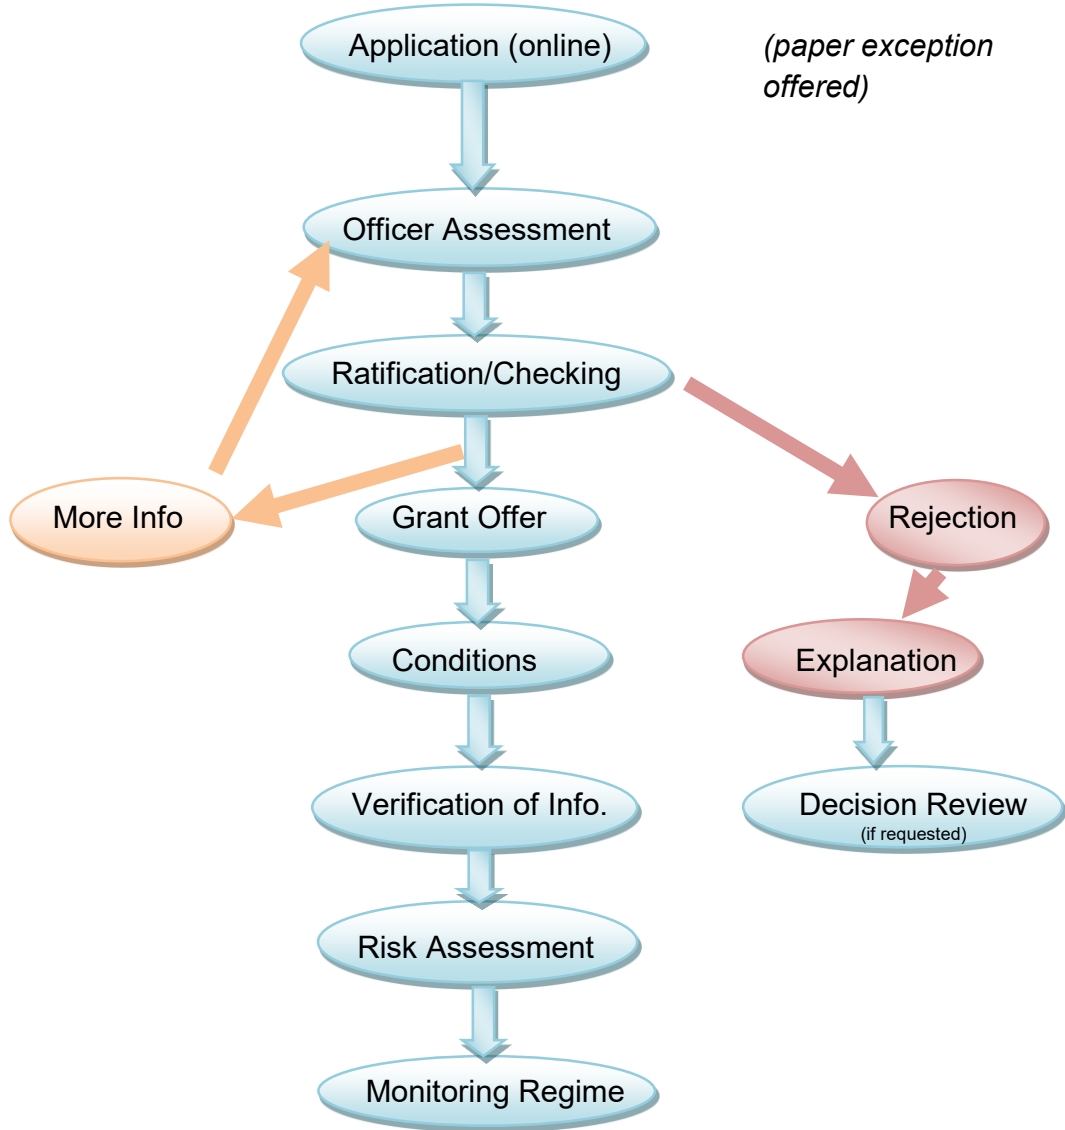 Application (online)
(paper exception
offered)
Officer Assessment
Ratification/Checking
More Info
Grant Offer
Rejection
Conditions
Explanation
Verification of Info.
Decision Review
(if requested)
Risk Assessment
Monitoring Regime